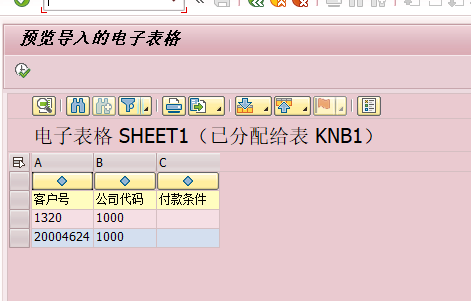 预览导入的电子表格
电子表格 SHEET1（已分配给表 KNB1）
A B C
客户号 公司代码 付款条件
1320 1000
20004624 1000